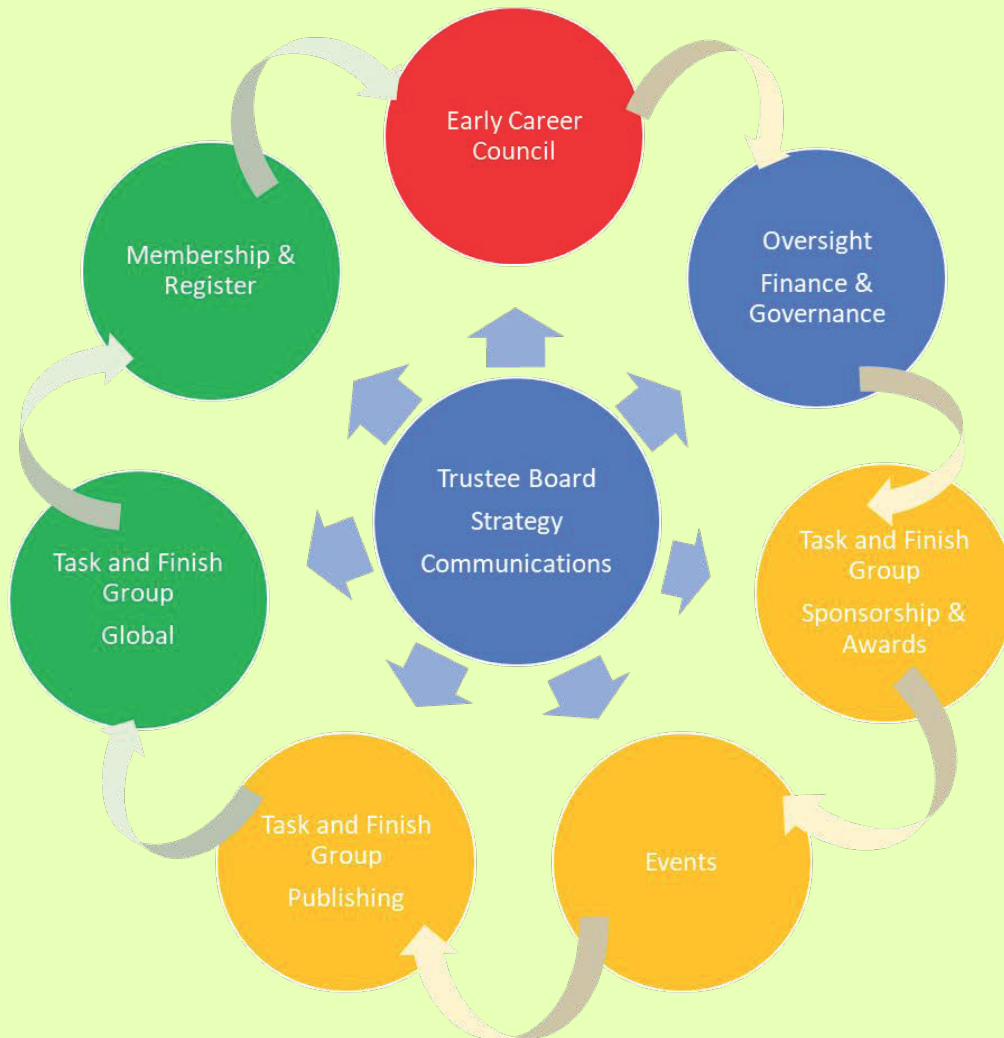 Early Career
Council
Oversight
Finance &
Governance
Task and Finish
Group
Sponsorship &
Awards
Events
Task and Finish
Group
Publishing
Task and Finish
Group
Global
Membership &
Register
Trustee Board
Strategy
Communications